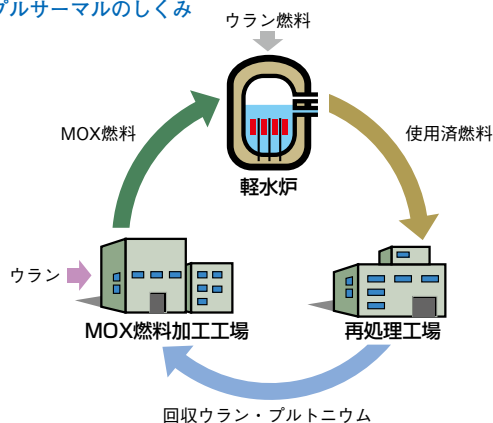 プルサーマルのしくみ
ウラン燃料
MOX燃料
使用済燃料
軽水炉
ウラン
MOX燃料加工工場
再処理工場
回収ウラン・プルトニウム